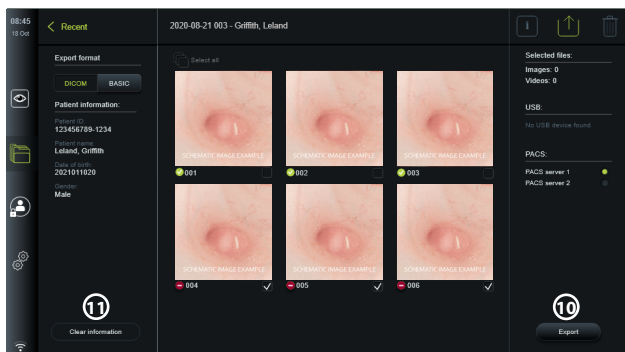 08:45
18 Oct
Recent
2020-08-21 003 - Griffith, Leland
i
Export format
DICOM
BASIC
Patient information:
Patient ID:
123456789-1234
Patient name:
Leland, Griffith
Date of birth:
2021011020
Gender:
Male
11
Clear information
Select all
SCHEMATIC IMAGE EXAMPLE
SCHEMATIC IMAGE EXAMPLE
SCHEMATIC IMAGE EXAMPLE
001
002
003
SCHEMATIC IMAGE EXAMPLE
SCHEMATIC IMAGE EXAMPLE
SCHEMATIC IMAGE EXAMPLE
004
005
006
Selected files:
Images: 0
Videos: 0
USB:
No USB device found
PACS:
PACS server 1
PACS server 2
10
Export